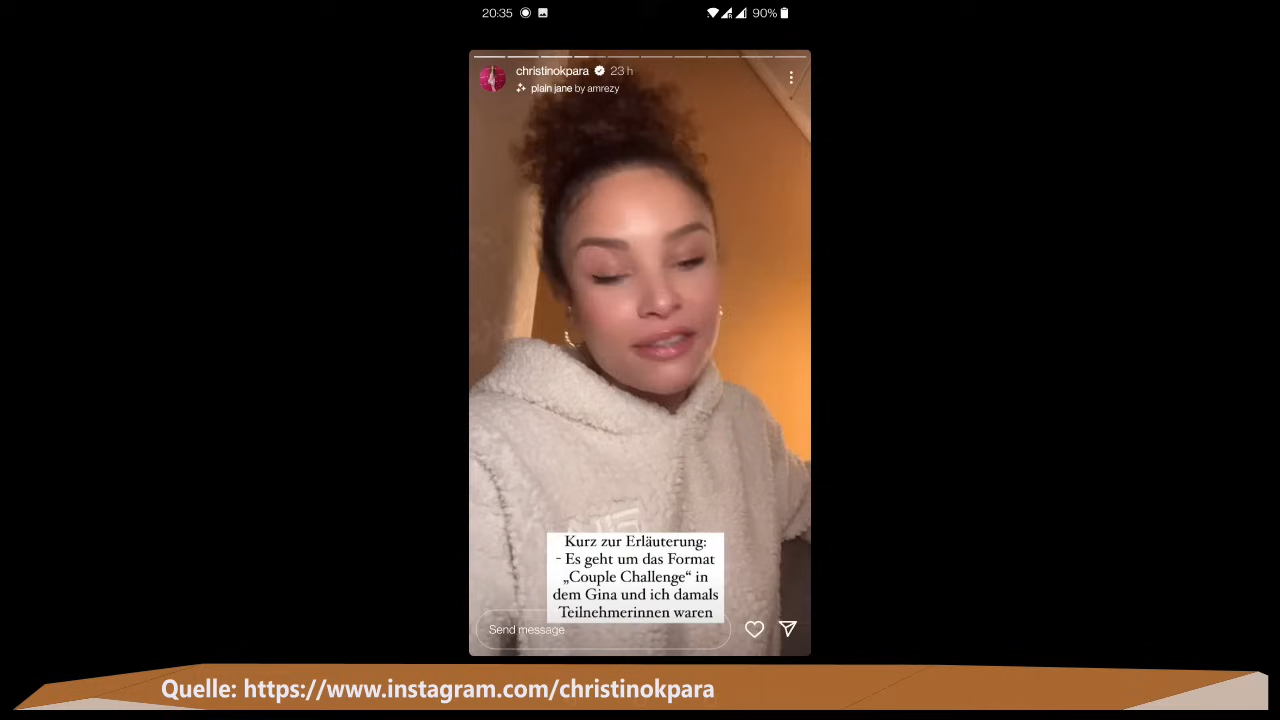 20:35
90%
christinokpara 23 h
plain jane by amrezy
Kurz zur Erläuterung:
- Es geht um das Format
„Couple Challenge“ in
dem Gina und ich damals
Teilnehmerinnen waren
Send message
Quelle: https://www.instagram.com/christinokpara